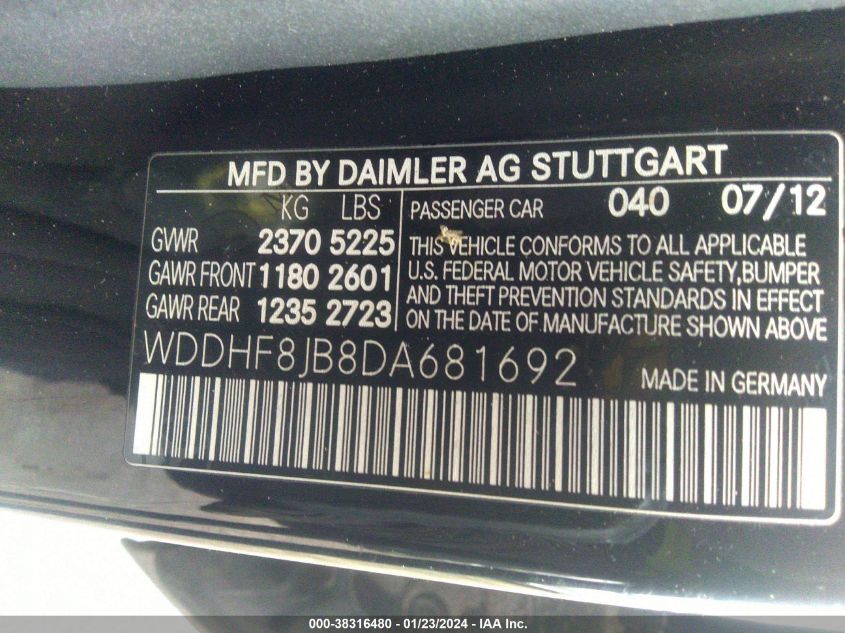 MFD BY DAIMLER AG STUTTGART
KG LBS
GVWR 2370 5225
GAWR FRONT 1180 2601
GAWR REAR 1235 2723
PASSENGER CAR 040 07/12
THIS VEHICLE CONFORMS TO ALL APPLICABLE
U.S. FEDERAL MOTOR VEHICLE SAFETY,BUMPER
AND THEFT PREVENTION STANDARDS IN EFFECT
ON THE DATE OF MANUFACTURE SHOWN ABOVE
WDDHF8JB8DA681692
MADE IN GERMANY
000-38316480 - 01/23/2024 - IAA Inc.